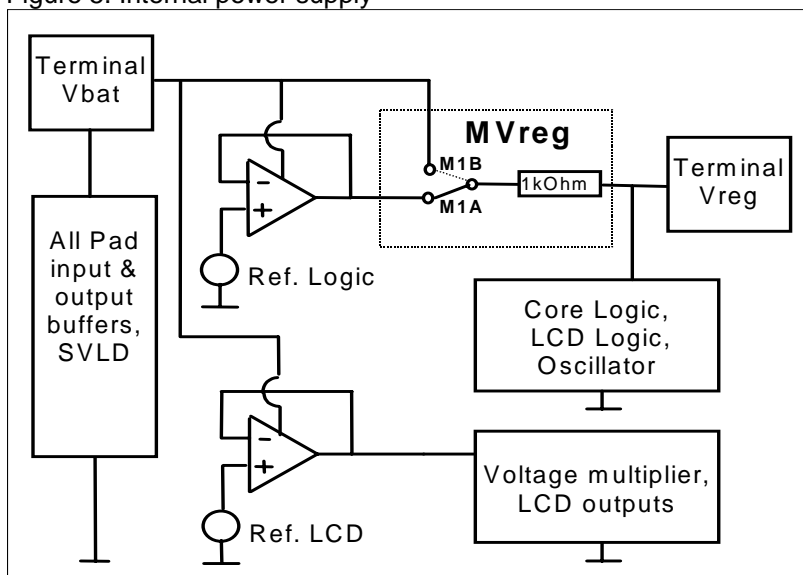 Figure 3. Internal power supply
Terminal
Vbat
MVreg
M1B
M1A
1kOhm
Terminal
Vreg
All Pad
input &
output
buffers,
SVLD
-
+
Ref. Logic
Core Logic,
LCD Logic,
Oscillator
-
+
Ref. LCD
Voltage multiplier,
LCD outputs